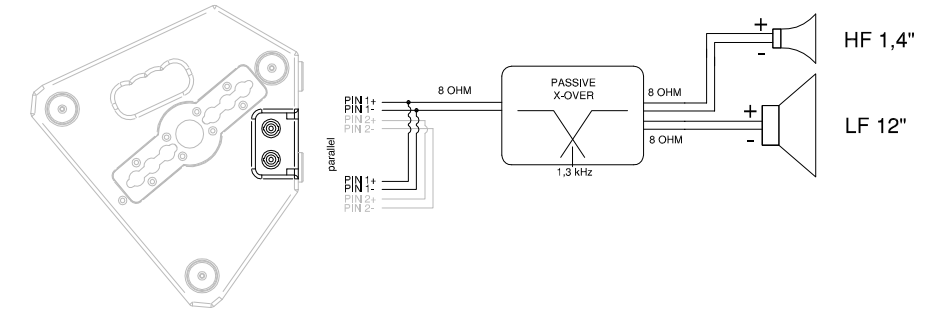 HF 1,4"
+
-
PASSIVE
X-OVER
8 OHM
8 OHM
PIN 1+
PIN 1-
PIN 2+
PIN 2-
+
-
LF 12"
8 OHM
1,3 kHz
parallel
PIN 1+
PIN 1-
PIN 2+
PIN 2-